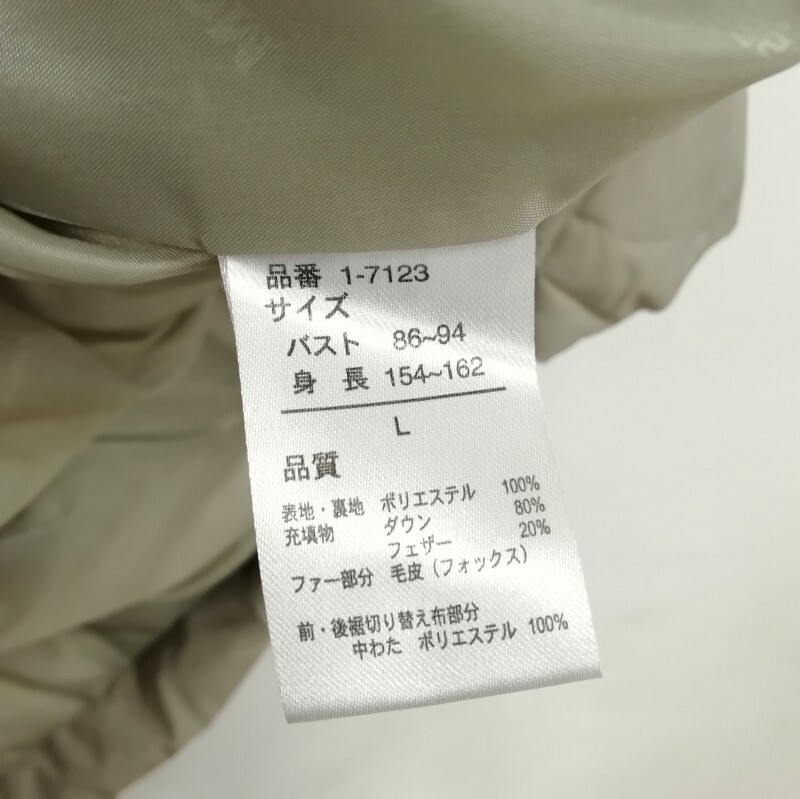 品番 1-7123
サイズ
バスト 86~94
身 長 154~162
L
品質
表地・裏地 ポリエステル 100%
充填物 ダウン 80%
フェザー 20%
ファー部分 毛皮(フォックス)
前・後裾切り替え布部分
中わた ポリエステル 100%